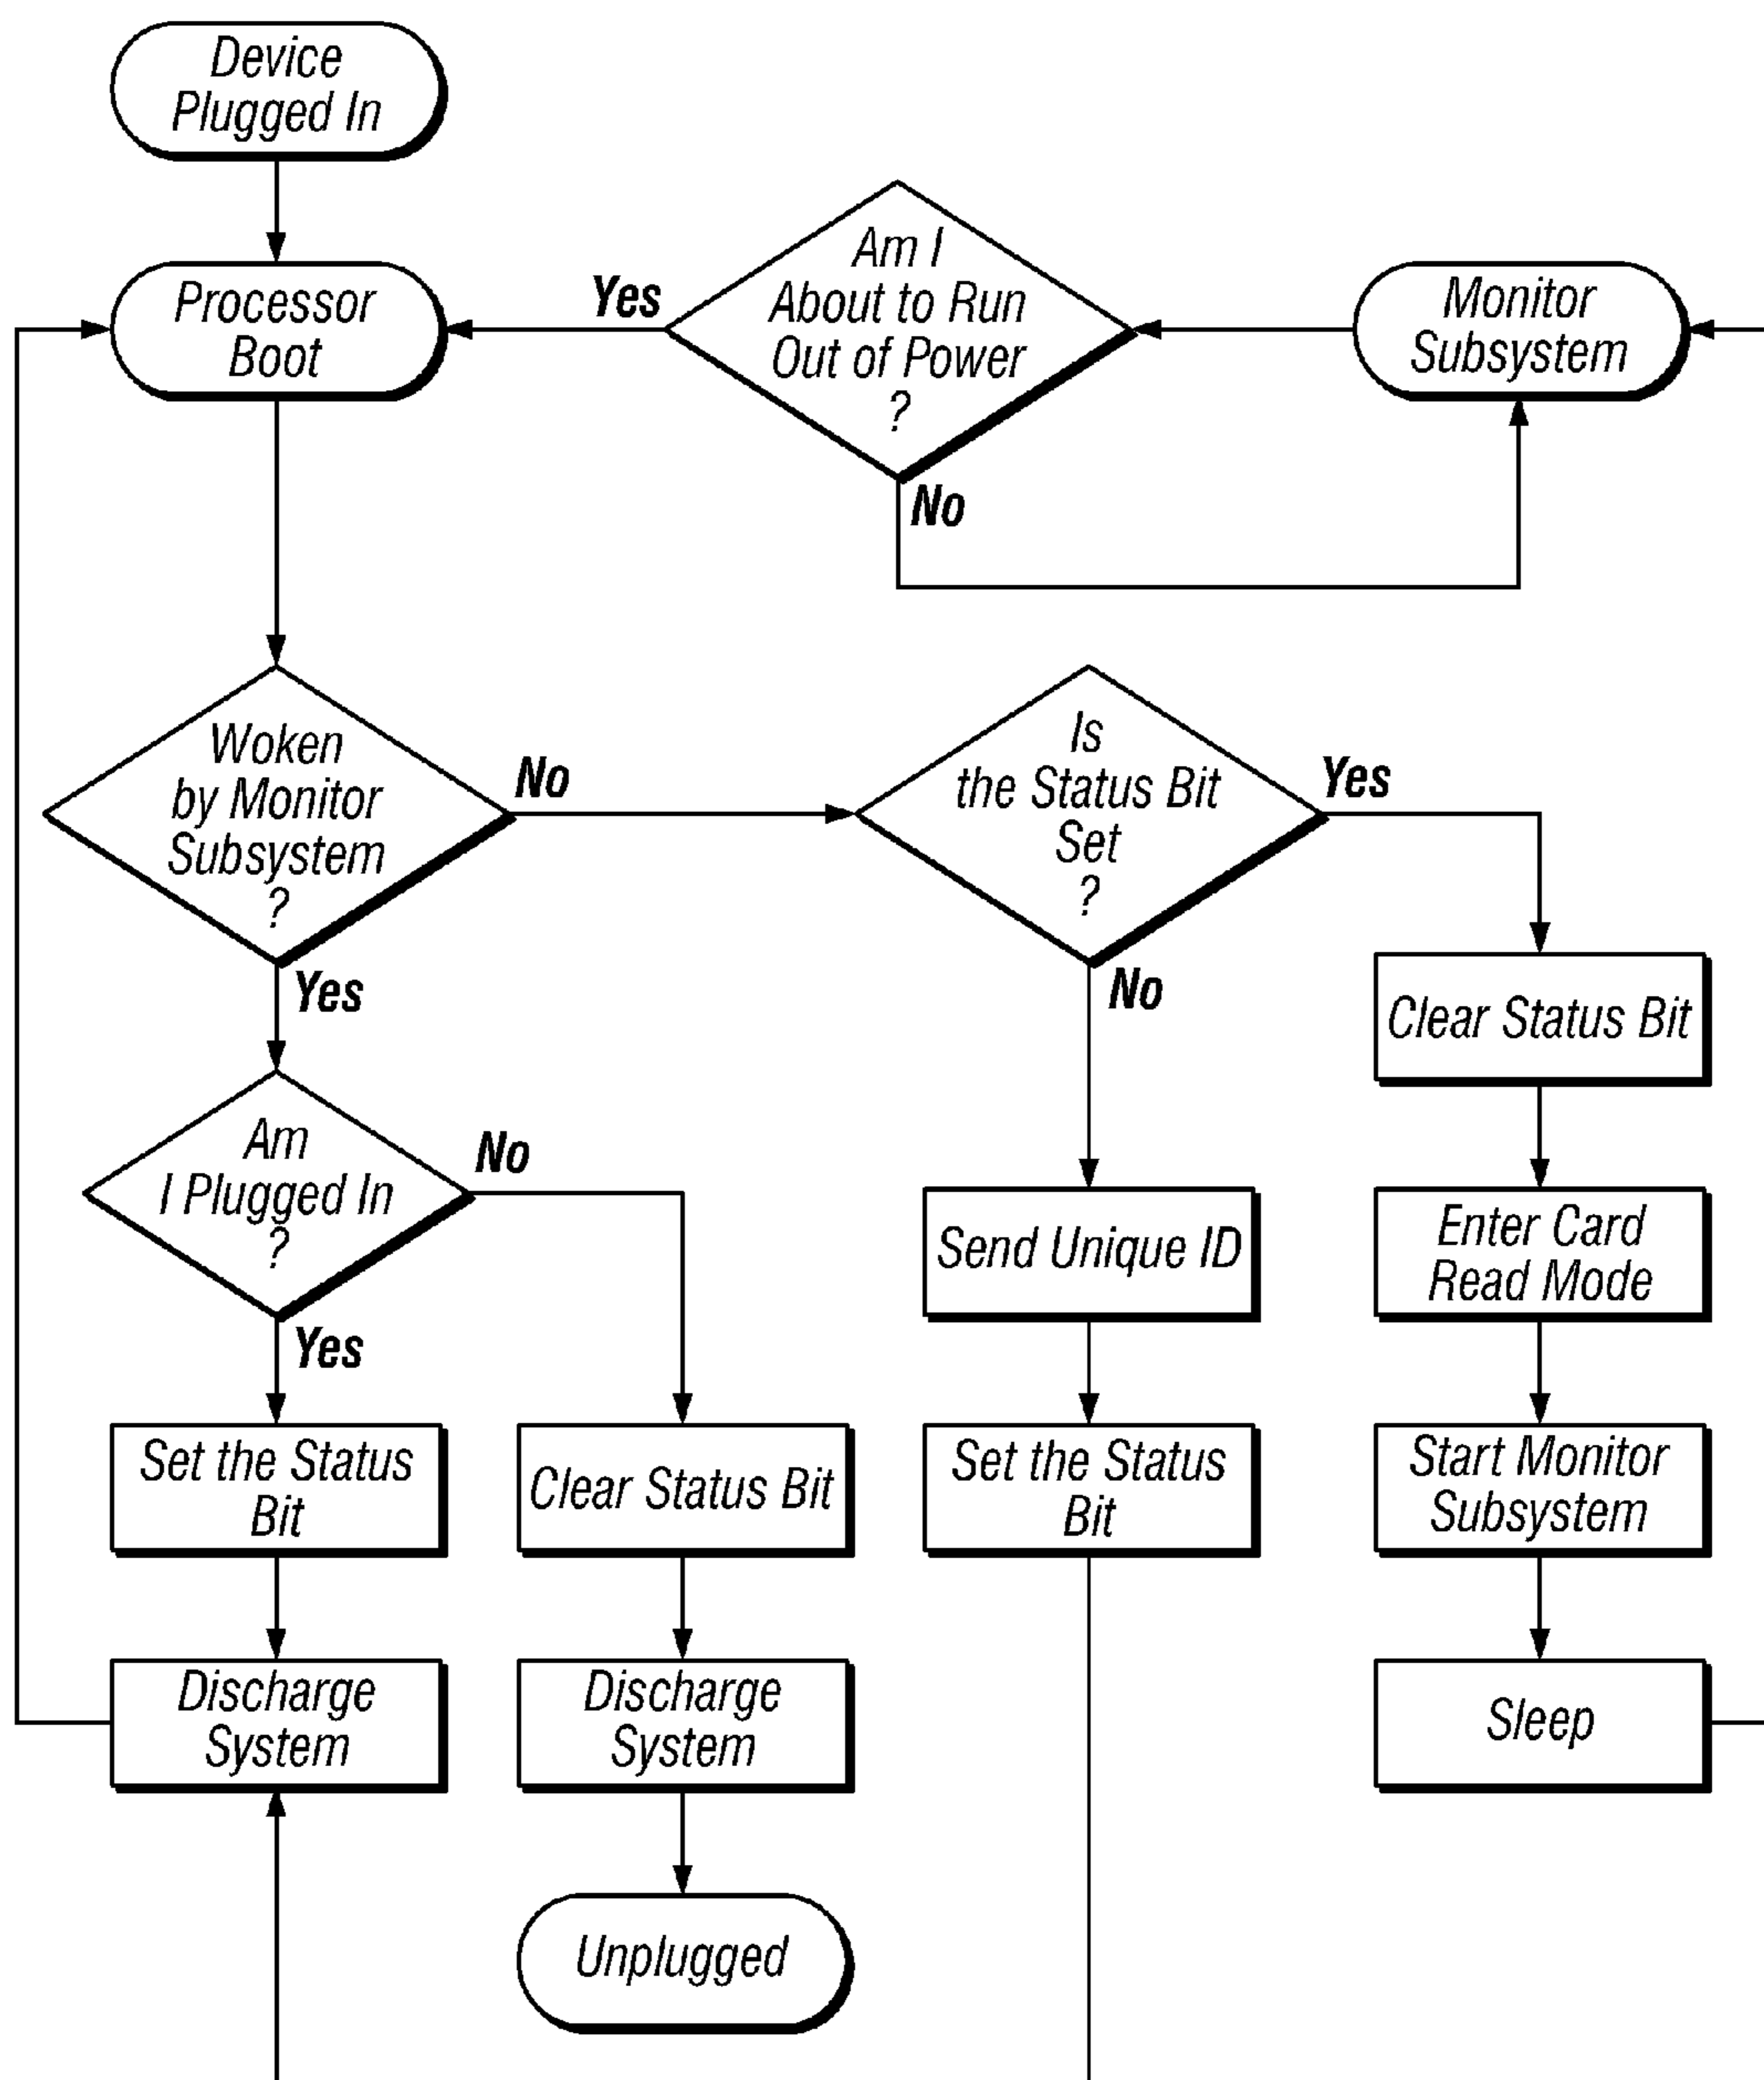 Device
Plugged In
Processor
Boot
Yes
Am I
About to Run
Out of Power
?
No
Monitor
Subsystem
Woken
by Monitor
Subsystem
?
No
Yes
Is
the Status Bit
Set
?
Yes
No
Clear Status Bit
Am
I Plugged In
?
No
Yes
Send Unique ID
Enter Card
Read Mode
Set the Status
Bit
Clear Status Bit
Set the Status
Bit
Start Monitor
Subsystem
Discharge
System
Discharge
System
Sleep
Unplugged